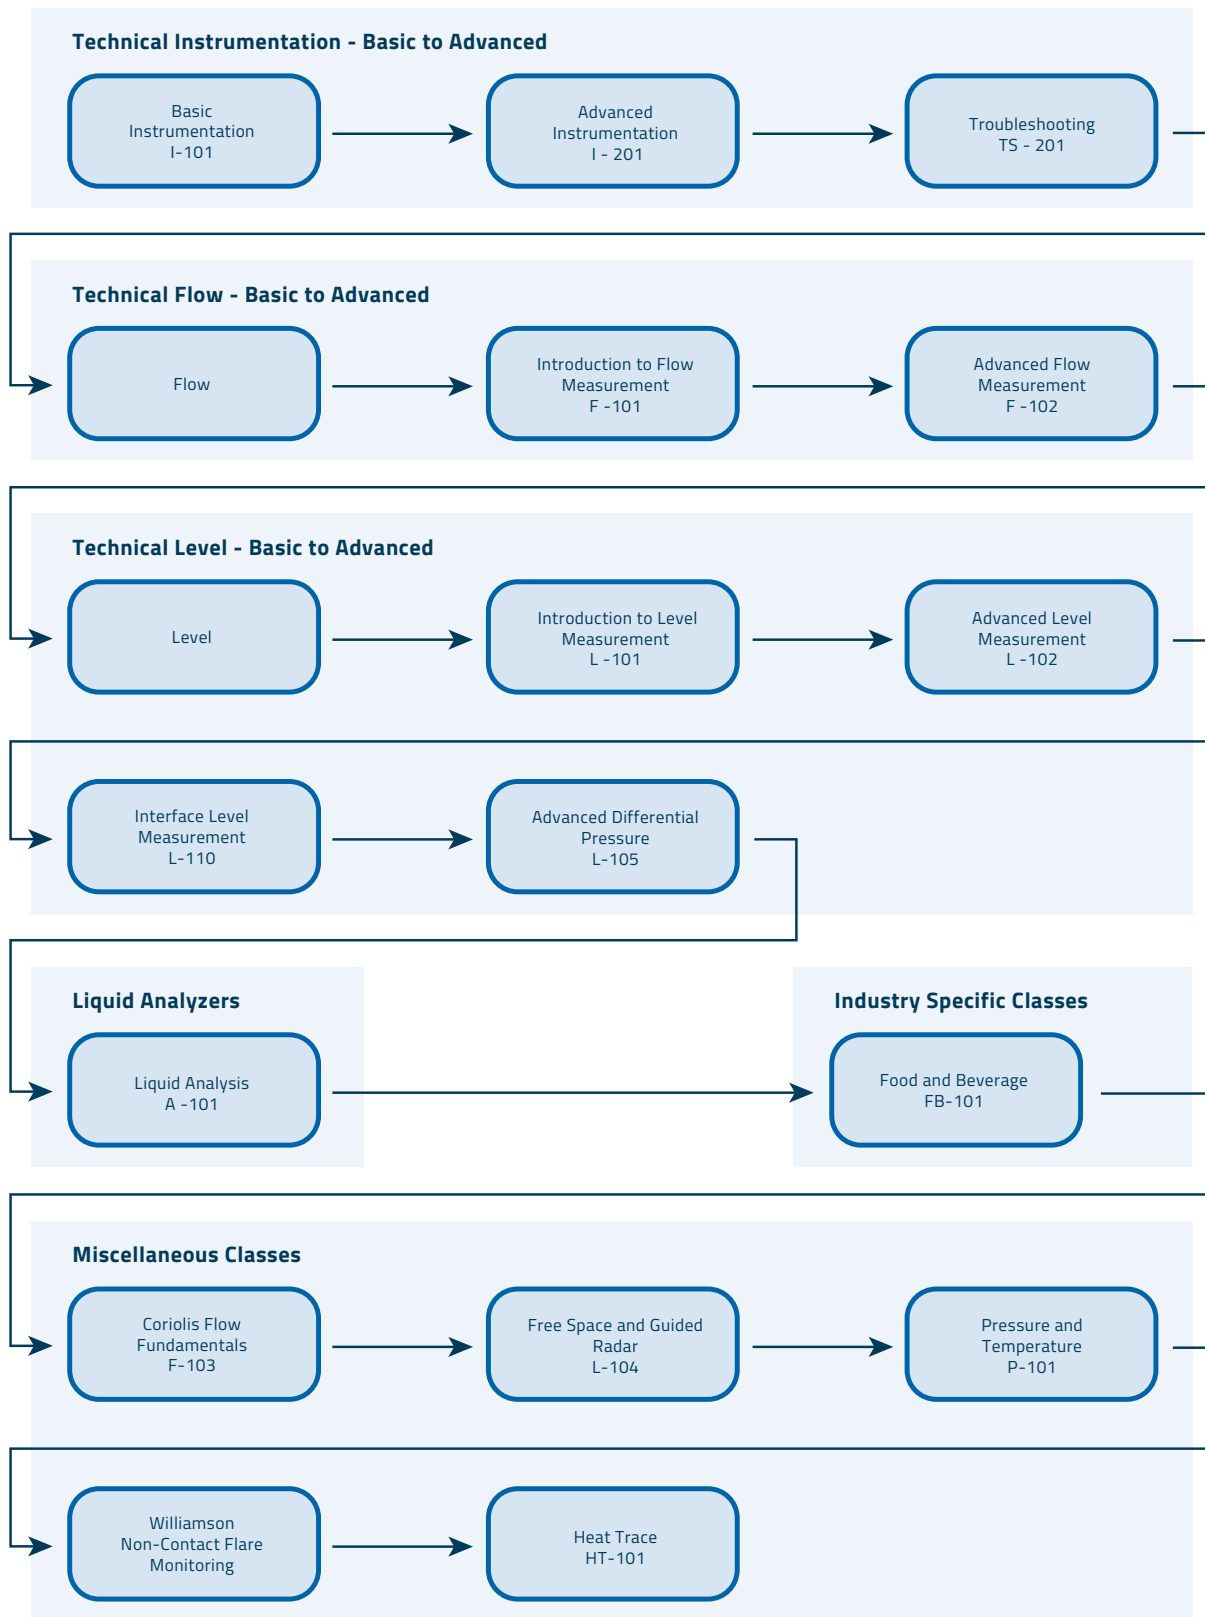 Technical Instrumentation - Basic to Advanced
Basic
Instrumentation
I-101
Advanced
Instrumentation
I - 201
Troubleshooting
TS - 201
Technical Flow - Basic to Advanced
Flow
Introduction to Flow
Measurement
F -101
Advanced Flow
Measurement
F -102
Technical Level - Basic to Advanced
Level
Introduction to Level
Measurement
L -101
Advanced Level
Measurement
L -102
Interface Level
Measurement
L-110
Advanced Differential
Pressure
L-105
Liquid Analyzers
Liquid Analysis
A -101
Industry Specific Classes
Food and Beverage
FB-101
Miscellaneous Classes
Coriolis Flow
Fundamentals
F-103
Free Space and Guided
Radar
L-104
Pressure and
Temperature
P-101
Williamson
Non-Contact Flare
Monitoring
Heat Trace
HT-101